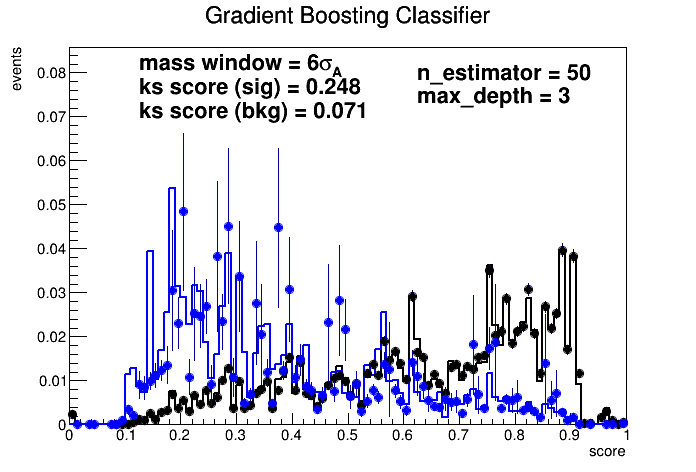 Gradient Boosting Classifier
events
mass window = 6σA
ks score (sig) = 0.248
ks score (bkg) = 0.071
n_estimator = 50
max_depth = 3
0.08
0.07
0.06
0.05
0.04
0.03
0.02
0.01
0
0 0.1 0.2 0.3 0.4 0.5 0.6 0.7 0.8 0.9 1
score